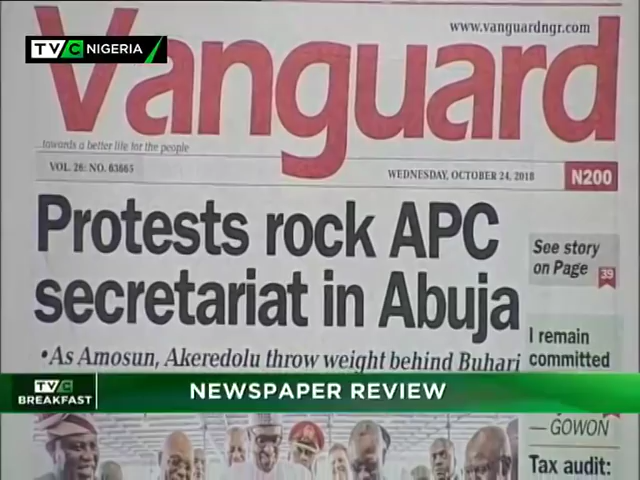 www.vanguardngr.com
TVC NIGERIA
Vanguard
towards a better life for the people
VOL. 26: NO. 63665
WEDNESDAY, OCTOBER 24, 2018
N200
Protests rock APC
secretariat in Abuja
See story
on Page 39
•As Amosun, Akeredolu throw weight behind Buhari
I remain
committed
TVC
BREAKFAST
NEWSPAPER REVIEW
— GOWON
Tax audit: